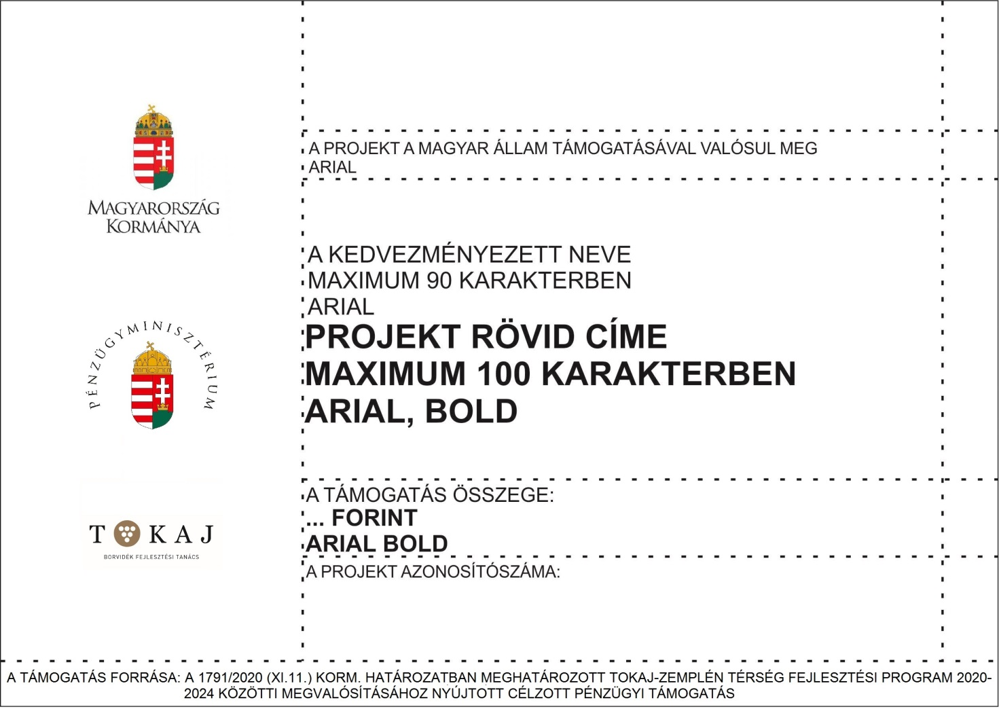 MAGYARORSZÁG
KORMÁNYA
PÉNZÜGYMINISZTÉRIUM
TOKAJ
BORVIDÉK FEJLESZTÉSI TANÁCS
A PROJEKT A MAGYAR ÁLLAM TÁMOGATÁSÁVAL VALÓSUL MEG
ARIAL
A KEDVEZMÉNYEZETT NEVE
MAXIMUM 90 KARAKTERBEN
ARIAL
PROJEKT RÖVID CÍME
MAXIMUM 100 KARAKTERBEN
ARIAL, BOLD
A TÁMOGATÁS ÖSSZEGE:
... FORINT
ARIAL BOLD
A PROJEKT AZONOSÍTÓSZÁMA:
A TÁMOGATÁS FORRÁSA: A 1791/2020 (XI.11.) KORM. HATÁROZATBAN MEGHATÁROZOTT TOKAJ-ZEMPLÉN TÉRSÉG FEJLESZTÉSI PROGRAM 2020-
2024 KÖZÖTTI MEGVALÓSÍTÁSÁHOZ NYÚJTOTT CÉLZOTT PÉNZÜGYI TÁMOGATÁS